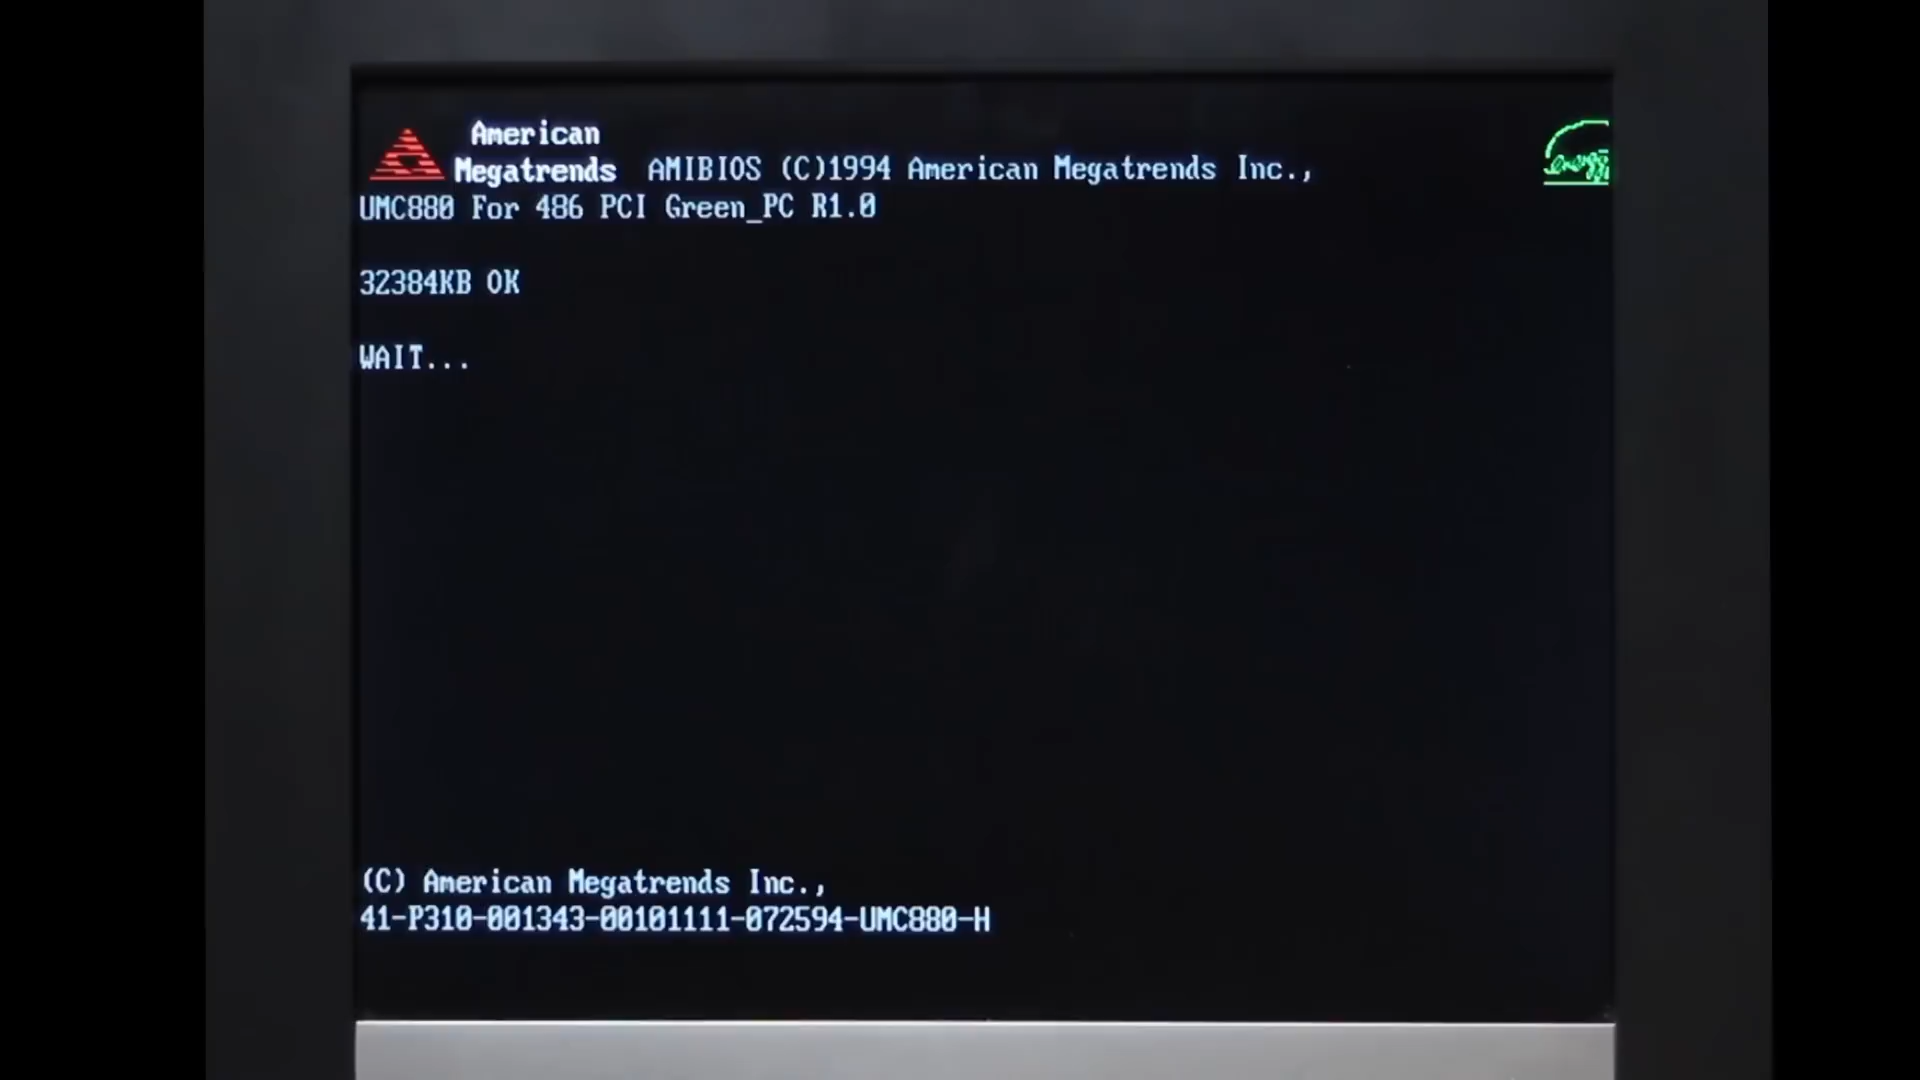 American
Megatrends AMIBIOS (C)1994 American Megatrends Inc.,
UMC880 For 486 PCI Green_PC R1.0
energy
32384KB OK
WAIT...
(C) American Megatrends Inc.,
41-P310-001343-00101111-072594-UMC880-H